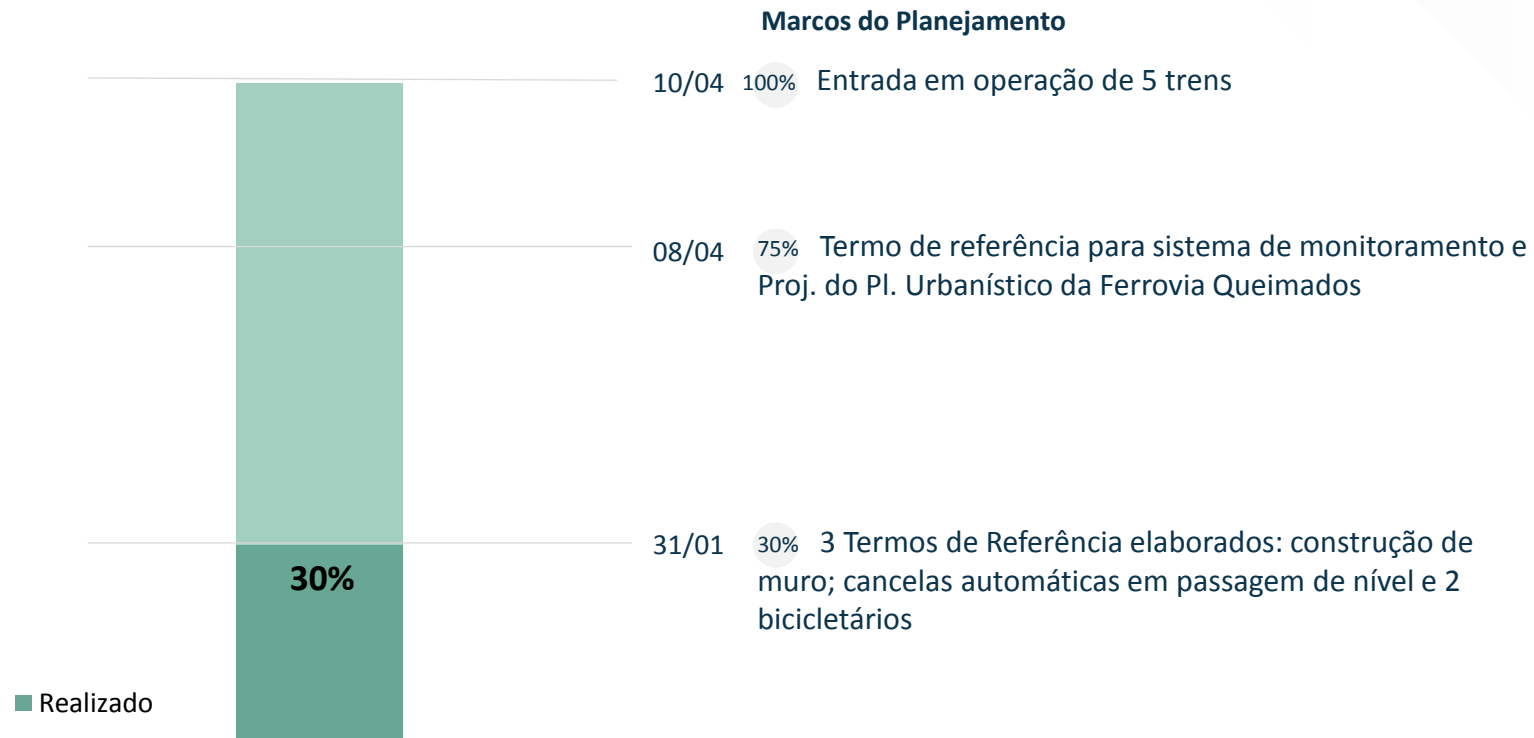 Marcos do Planejamento
10/04 100% Entrada em operação de 5 trens
08/04 75% Termo de referência para sistema de monitoramento e
Proj. do Pl. Urbanístico da Ferrovia Queimados
31/01 30% 3 Termos de Referência elaborados: construção de
muro; cancelas automáticas em passagem de nível e 2
bicicletários
30%
Realizado